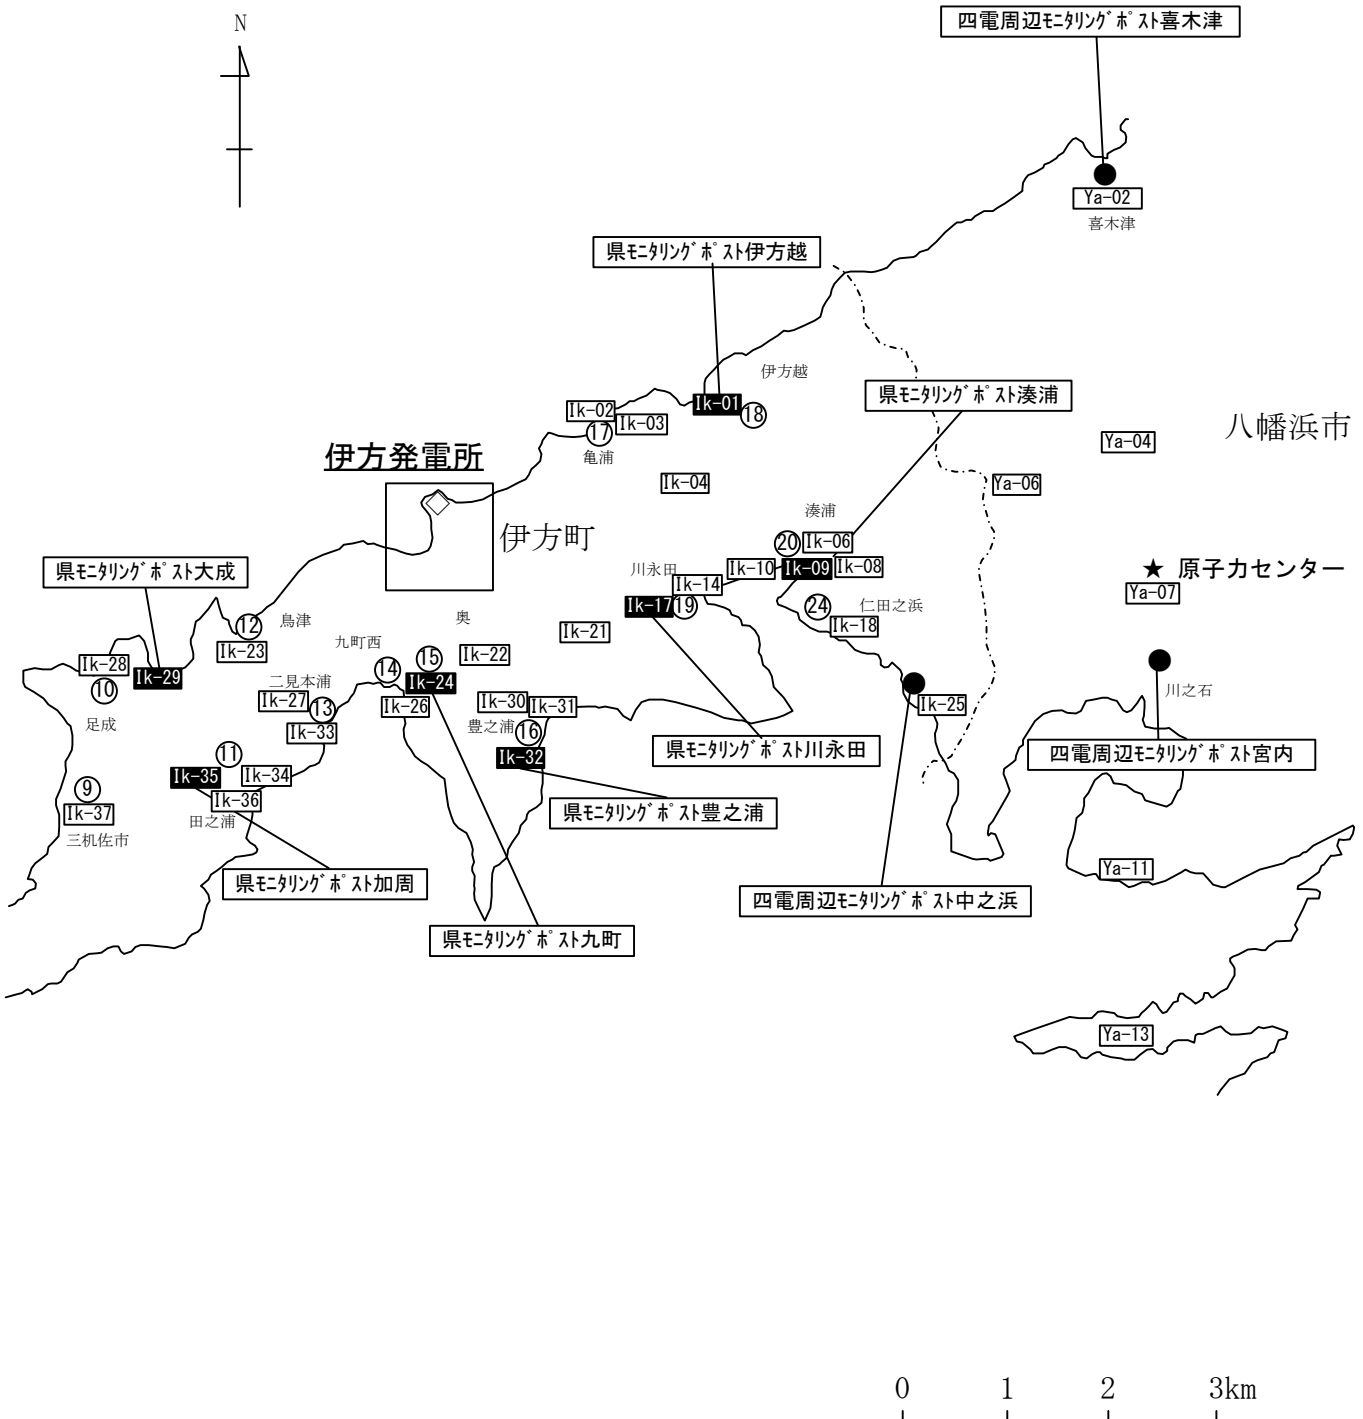 四電周辺モニタリングポスト喜木津
N
Ya-02
喜木津
県モニタリングポスト伊方越
伊方越
県モニタリングポスト湊浦
Ik-01
⑱
Ik-02
Ik-03
⑰
亀浦
八幡浜市
Ya-04
伊方発電所
Ik-04
Ya-06
伊方町
湊浦
⑳
Ik-06
県モニタリングポスト大成
川永田
Ik-10
Ik-09
Ik-08
★ 原子力センター
Ik-14
Ya-07
Ik-17
⑲
㉔
仁田之浜
Ik-18
奥
⑫
鳥津
Ik-21
Ik-23
九町西
⑮
Ik-22
Ik-28
Ik-29
⑭
Ik-24
⑩
二見本浦
Ik-27
⑬
Ik-26
Ik-30
Ik-31
Ik-25
川之石
足成
Ik-33
豊之浦
⑯
県モニタリングポスト川永田
四電周辺モニタリングポスト宮内
⑪
Ik-32
Ik-35
Ik-34
⑨
Ik-36
Ik-37
田之浦
県モニタリングポスト豊之浦
三机佐市
県モニタリングポスト加周
Ya-11
四電周辺モニタリングポスト中之浜
県モニタリングポスト九町
Ya-13
0 1 2 3km